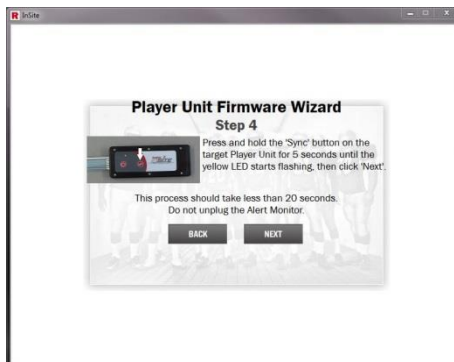 R InSite
Player Unit Firmware Wizard
Step 4
Press and hold the 'Sync' button on the
target Player Unit for 5 seconds until the
yellow LED starts flashing, then click 'Next'.
This process should take less than 20 seconds.
Do not unplug the Alert Monitor.
BACK NEXT